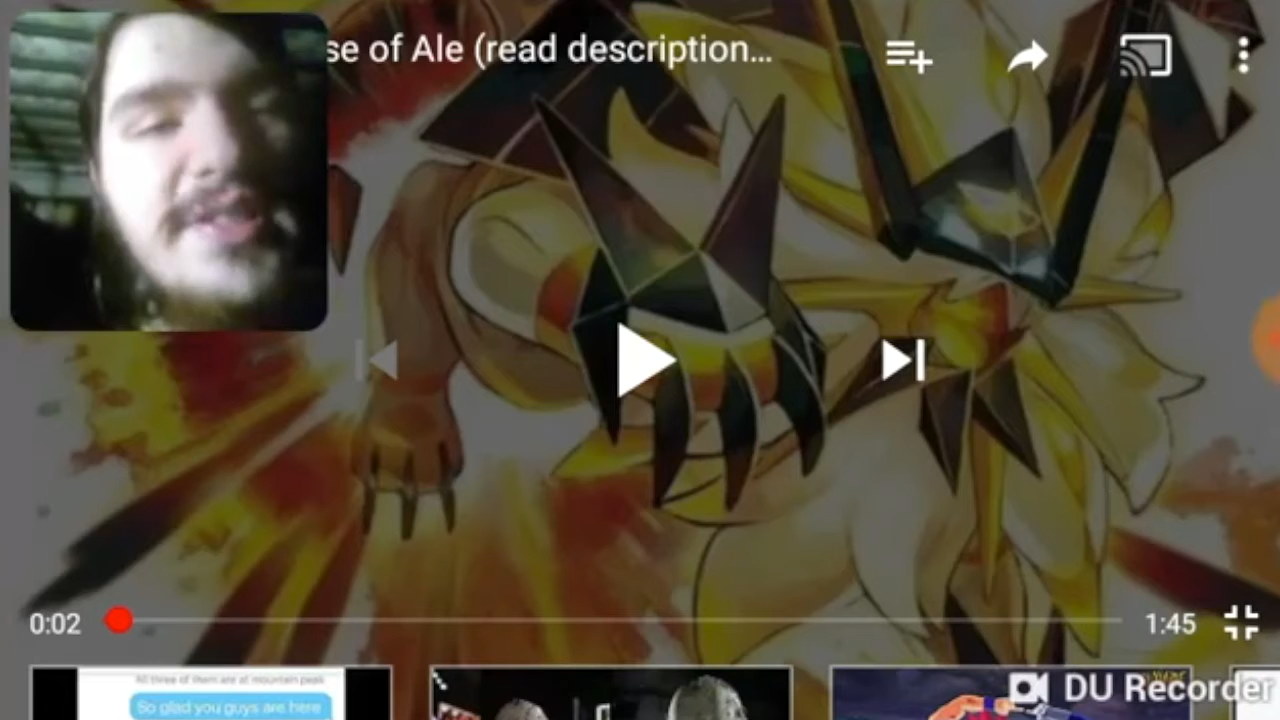 se of Ale (read description...
0:02
1:45
All three of them are at mountain peak
So glad you guys are here
DU Recorder